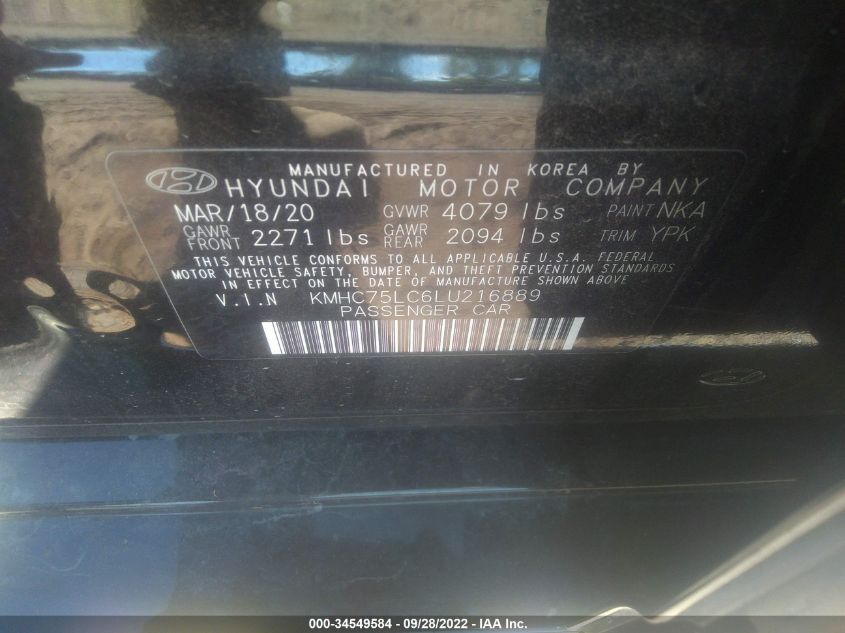 MANUFACTURED IN KOREA BY
HYUNDAI MOTOR COMPANY
MAR/18/20 GVWR 4079 lbs PAINT NKA
GAWR FRONT 2271 lbs GAWR REAR 2094 lbs TRIM YPK
THIS VEHICLE CONFORMS TO ALL APPLICABLE U.S.A. FEDERAL
MOTOR VEHICLE SAFETY, BUMPER, AND THEFT PREVENTION STANDARDS
IN EFFECT ON THE DATE OF MANUFACTURE SHOWN ABOVE
V.I.N KMHC75LC6LU216889
PASSENGER CAR
000-34549584 - 09/28/2022 - IAA Inc.